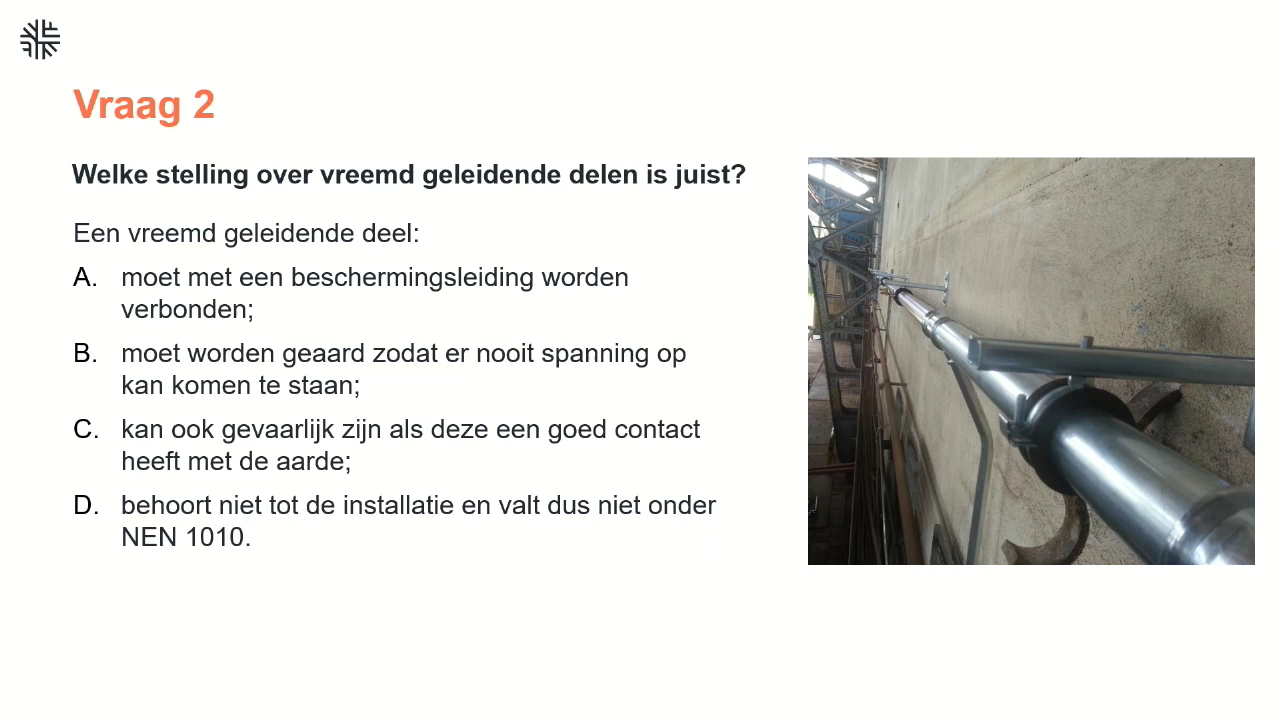 Vraag 2
Welke stelling over vreemd geleidende delen is juist?
Een vreemd geleidende deel:
A. moet met een beschermingsleiding worden
verbonden;
B. moet worden geaard zodat er nooit spanning op
kan komen te staan;
C. kan ook gevaarlijk zijn als deze een goed contact
heeft met de aarde;
D. behoort niet tot de installatie en valt dus niet onder
NEN 1010.